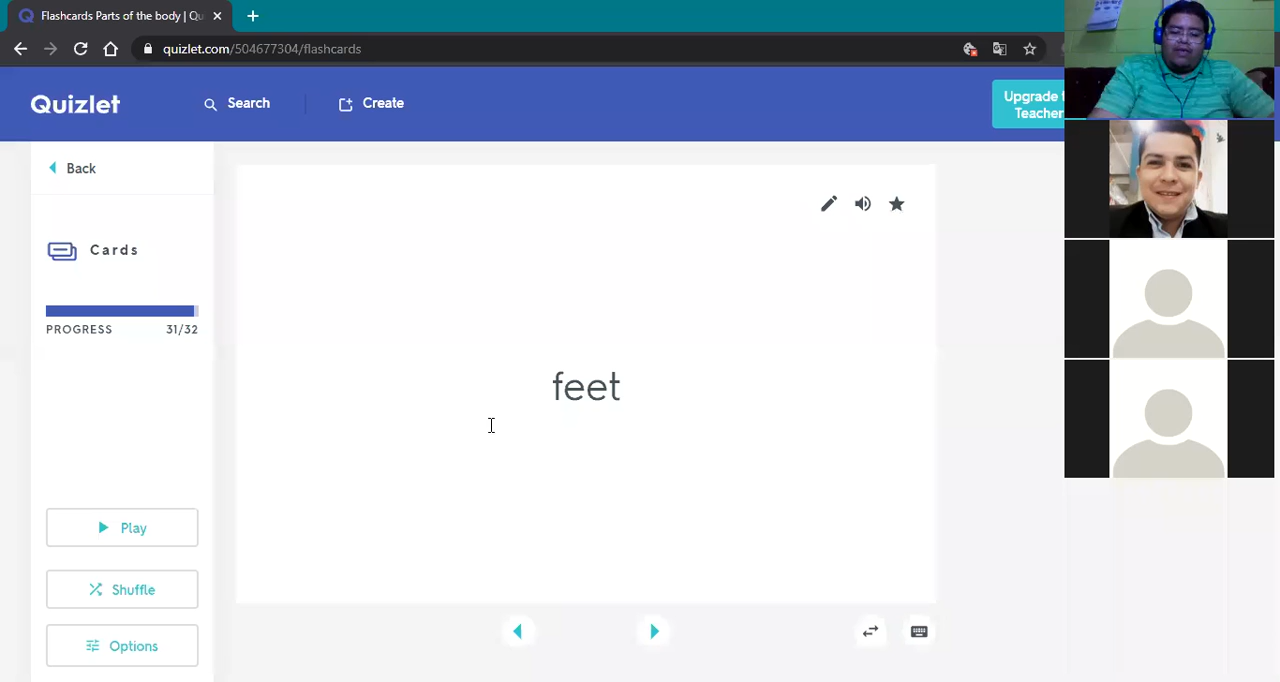 Flashcards Parts of the body | Qu
quizlet.com/504677304/flashcards
Quizlet
Search
Create
Upgrade
Teacher
Back
Cards
PROGRESS 31/32
feet
Play
Shuffle
Options